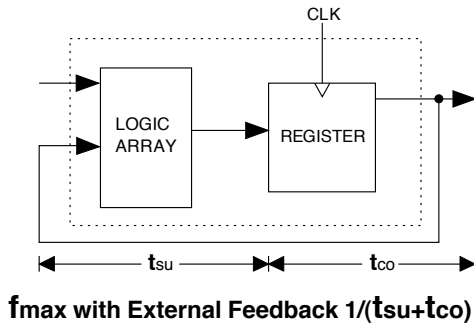 CLK
LOGIC
ARRAY
REGISTER
tsu
tco
fmax with External Feedback 1/(tsu+tco)